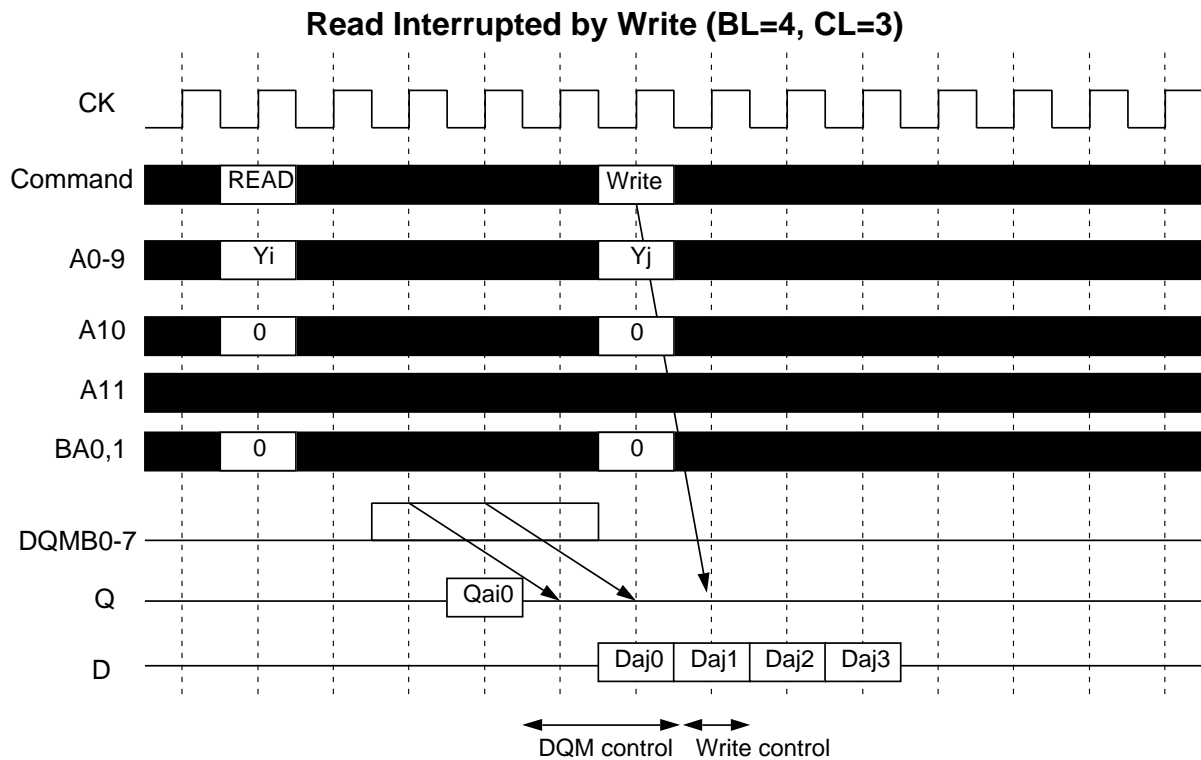 Read Interrupted by Write (BL=4, CL=3)
CK
Command READ Write
A0-9 Yi Yj
A10 0 0
A11
BA0,1 0 0
DQMB0-7
Q Qai0
D Daj0 Daj1 Daj2 Daj3
DQM control Write control